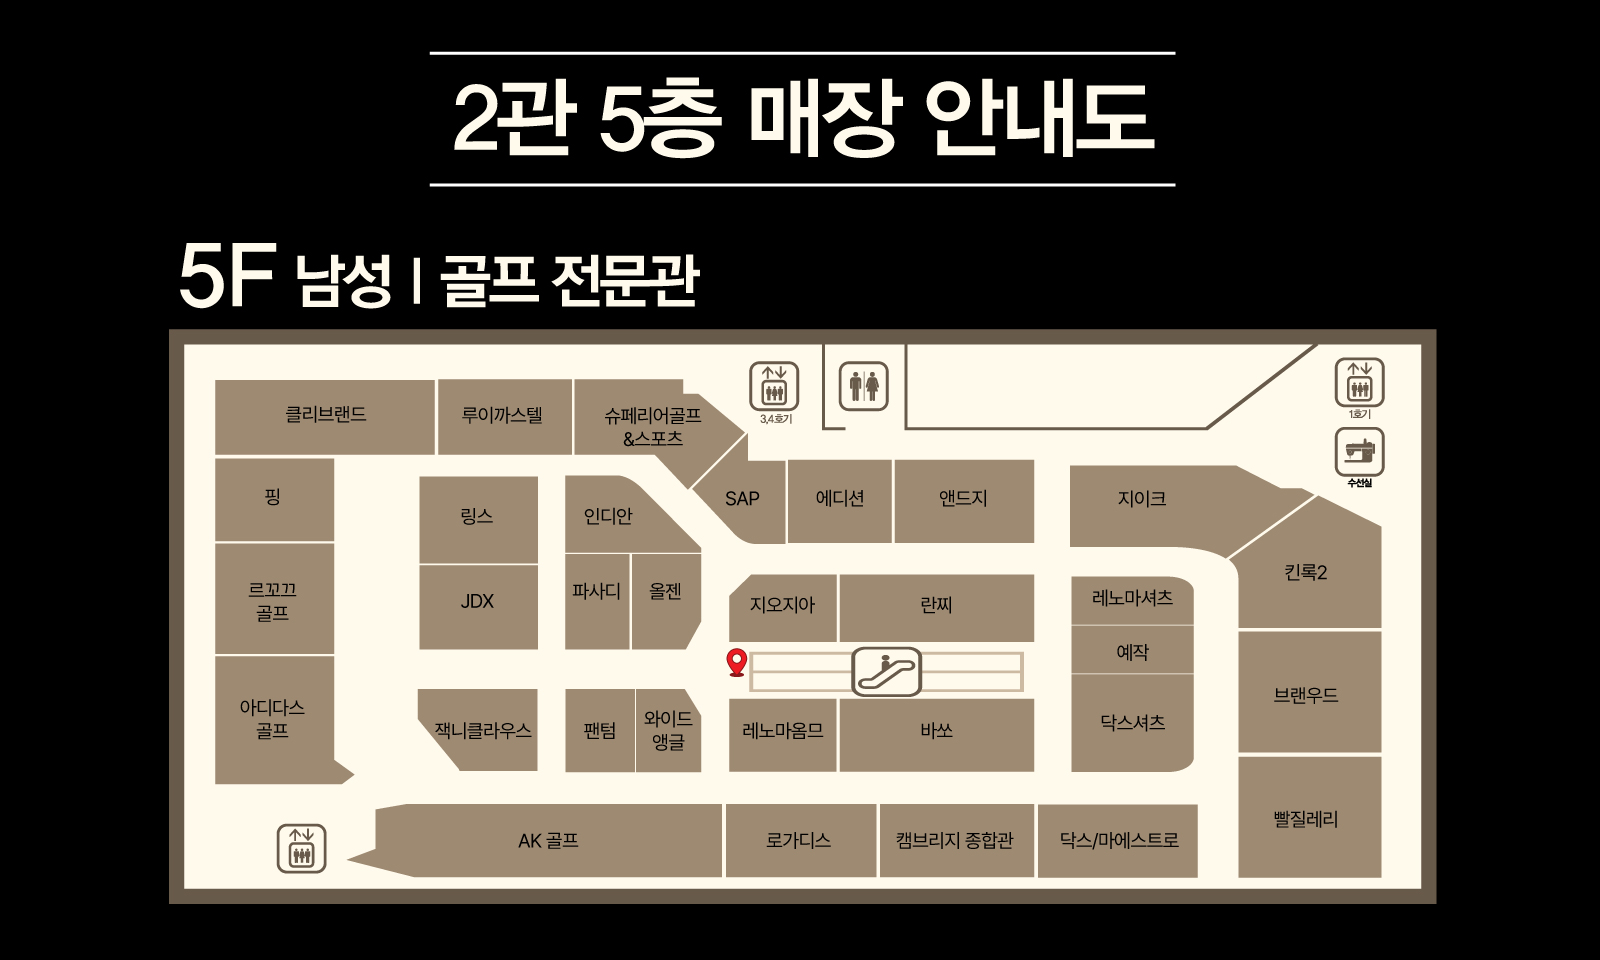 2관 5층 매장 안내도
5F 남성 | 골프 전문관
3,4호기
1호기
수선실
클리브랜드
루이까스텔
슈페리어골프
&스포츠
핑
링스
인디안
SAP
에디션
앤드지
지이크
르꼬끄
골프
JDX
파사디
올젠
지오지아
란찌
레노마셔츠
킨록2
예작
아디다스
골프
잭니클라우스
팬텀
와이드
앵글
레노마옴므
바쏘
닥스셔츠
브랜우드
AK 골프
로가디스
캠브리지 종합관
닥스/마에스트로
빨질레리